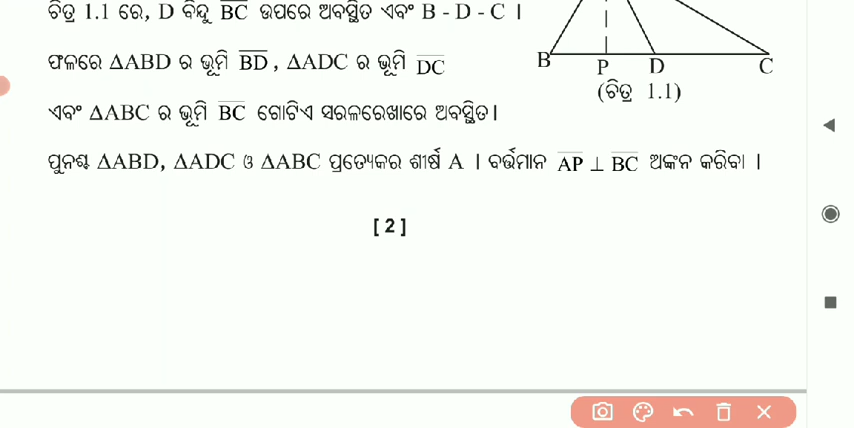 ଚିତ୍ର 1.1 ରେ, D ବିନ୍ଦୁ BC ଉପରେ ଅବସ୍ଥିତ ଏବଂ B - D - C ।
ଫଳରେ ΔABD ର ଭୂମି BD , ΔADC ର ଭୂମି DC
ଏବଂ ΔABC ର ଭୂମି BC ଗୋଟିଏ ସରଳରେଖାରେ ଅବସ୍ଥିତ।
B P D C
(ଚିତ୍ର 1.1)
ପୁନଶ୍ଚ ΔABD, ΔADC ଓ ΔABC ପ୍ରତ୍ୟେକର ଶୀର୍ଷ A । ବର୍ତ୍ତମାନ AP ⊥ BC ଅଙ୍କନ କରିବା ।
[ 2 ]